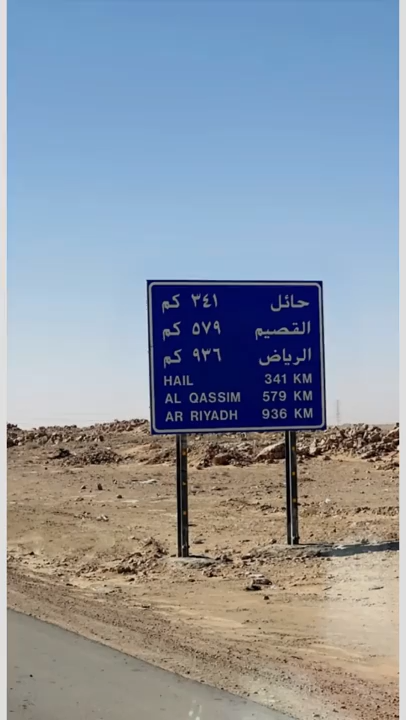 حائل ٣٤١ كم
القصيم ٥٧٩ كم
الرياض ٩٣٦ كم
HAIL 341 KM
AL QASSIM 579 KM
AR RIYADH 936 KM